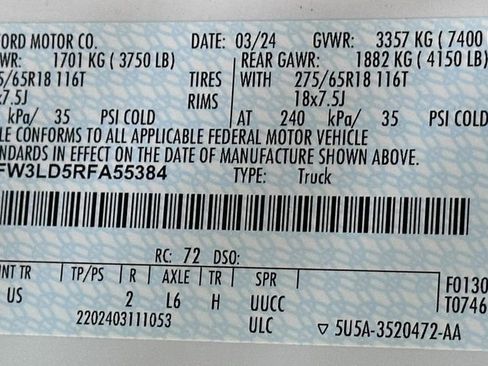 FORD MOTOR CO. DATE: 03/24 GVWR: 3357 KG ( 7400
WR: 1701 KG ( 3750 LB) REAR GAWR: 1882 KG ( 4150 LB)
5/65R18 116T TIRES WITH 275/65R18 116T
x7.5J RIMS 18x7.5J
kPa/ 35 PSI COLD AT 240 kPa/ 35 PSI COLD
LE CONFORMS TO ALL APPLICABLE FEDERAL MOTOR VEHICLE
NDARDS IN EFFECT ON THE DATE OF MANUFACTURE SHOWN ABOVE.
FW3LD5RFA55384 TYPE: Truck
RC: 72 DSO:
INT TR TP/PS R AXLE TR SPR F0130
US 2 L6 H UUCC T0746
2202403111053 ULC ▽ 5U5A-3520472-AA